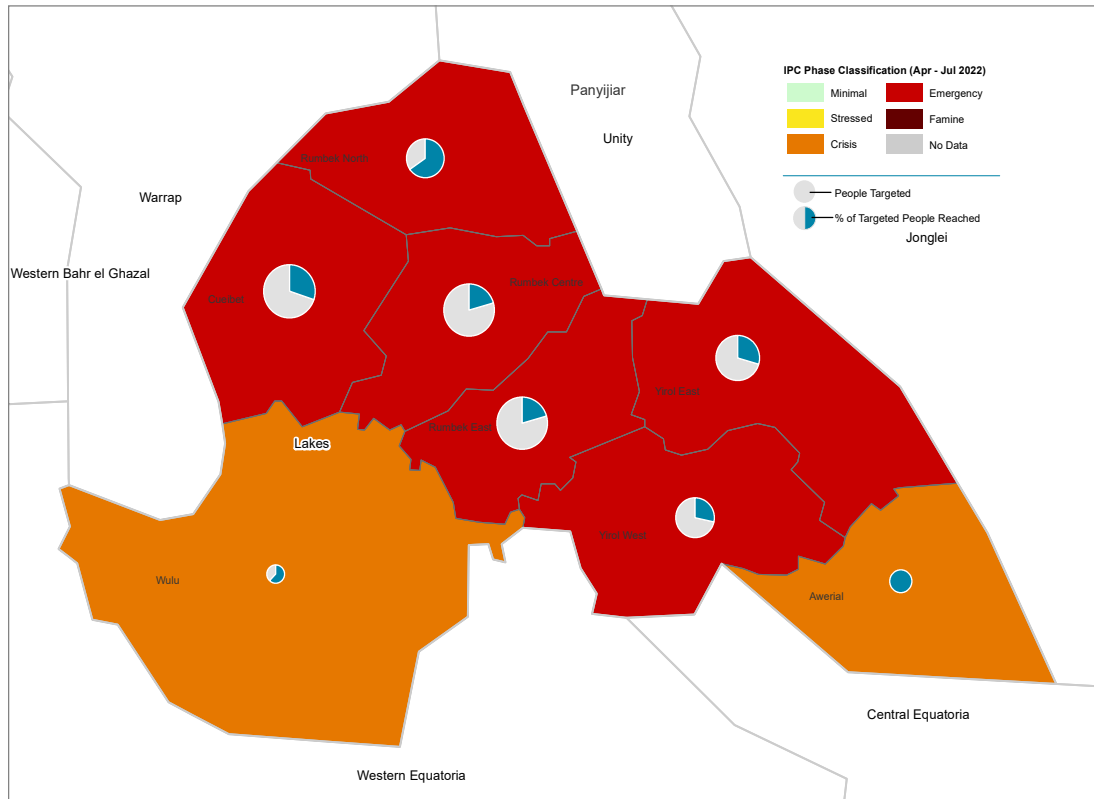 IPC Phase Classification (Apr - Jul 2022)
Minimal
Emergency
Stressed
Famine
Crisis
No Data
People Targeted
% of Targeted People Reached
Panyijiar
Unity
Jonglei
Warrap
Western Bahr el Ghazal
Rumbek North
Rumbek Centre
Cueibet
Yirol East
Rumbek East
Lakes
Yirol West
Wulu
Awerial
Central Equatoria
Western Equatoria